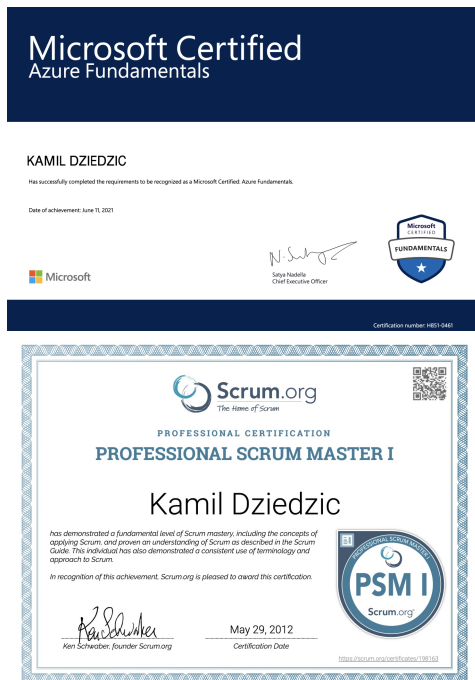 Microsoft Certified
Azure Fundamentals
KAMIL DZIEDZIC
Has successfully completed the requirements to be recognized as a Microsoft Certified: Azure Fundamentals.
Date of achievement: June 11, 2021
Microsoft
CERTIFIED
FUNDAMENTALS
Microsoft
Satya Nadella
Chief Executive Officer
Certification number: H851-0461
Scrum.org
The Home of Scrum
PROFESSIONAL CERTIFICATION
PROFESSIONAL SCRUM MASTER I
Kamil Dziedzic
has demonstrated a fundamental level of Scrum mastery, including the concepts of
applying Scrum, and proven an understanding of Scrum as described in the Scrum
Guide. This individual has also demonstrated a consistent use of terminology and
approach to Scrum.
In recognition of this achievement, Scrum.org is pleased to award this certification.
PROFESSIONAL SCRUM MASTER I
PSM I
Scrum.org
Ken Schwaber
May 29, 2012
Ken Schwaber, founder Scrum.org
Certification Date
https://scrum.org/certificates/198163